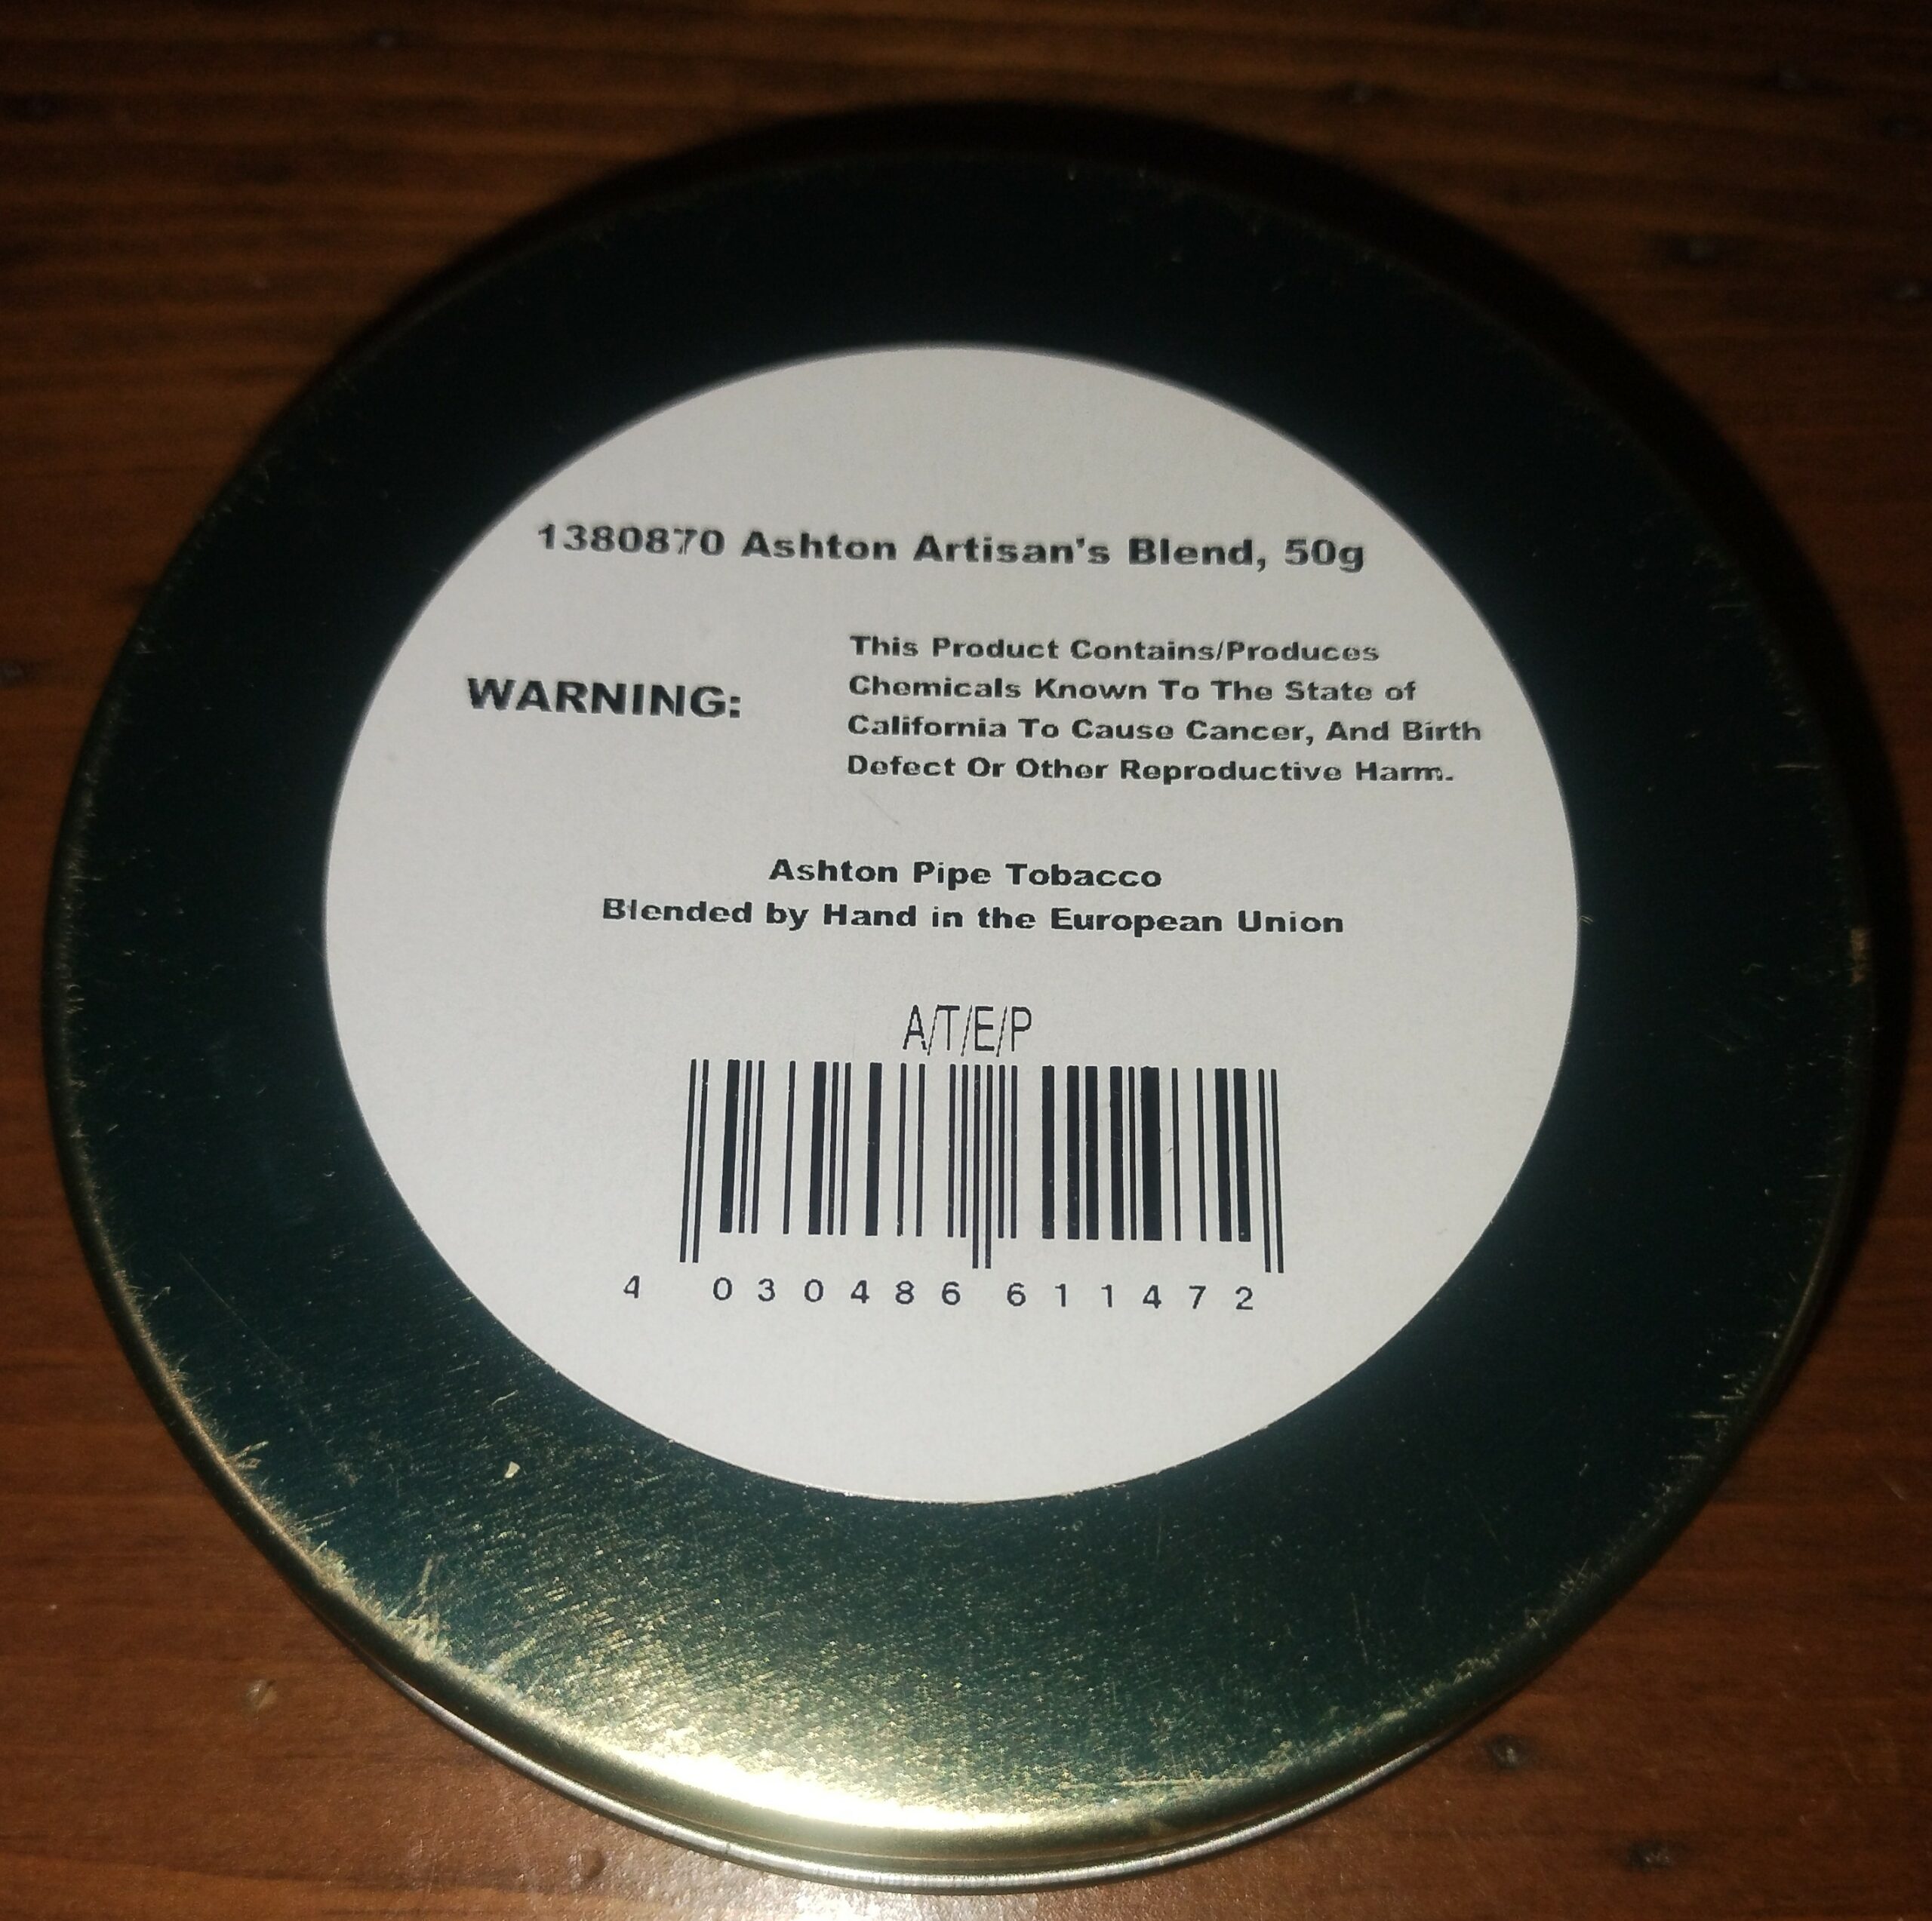 1380870 Ashton Artisan's Blend, 50g
WARNING:
This Product Contains/Produces
Chemicals Known To The State of
California To Cause Cancer, And Birth
Defect Or Other Reproductive Harm.
Ashton Pipe Tobacco
Blended by Hand in the European Union
A/T/E/P
4 030486 611472